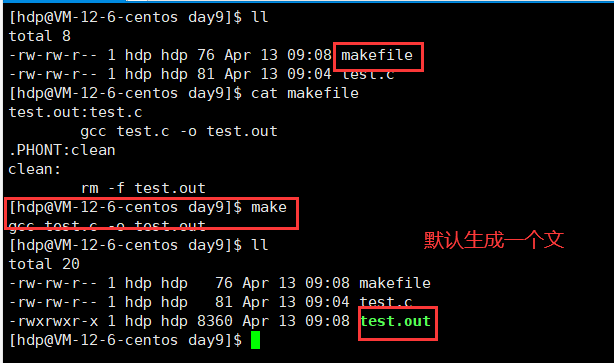 [hdp@VM-12-6-centos day9]$ ll
total 8
-rw-rw-r-- 1 hdp hdp 76 Apr 13 09:08 makefile
-rw-rw-r-- 1 hdp hdp 81 Apr 13 09:04 test.c
[hdp@VM-12-6-centos day9]$ cat makefile
test.out:test.c
        gcc test.c -o test.out
.PHONT:clean
clean:
        rm -f test.out
[hdp@VM-12-6-centos day9]$ make
gcc test.c -o test.out
[hdp@VM-12-6-centos day9]$ ll
默认生成一个文
total 20
-rw-rw-r-- 1 hdp hdp   76 Apr 13 09:08 makefile
-rw-rw-r-- 1 hdp hdp   81 Apr 13 09:04 test.c
-rwxrwxr-x 1 hdp hdp 8360 Apr 13 09:08 test.out
[hdp@VM-12-6-centos day9]$